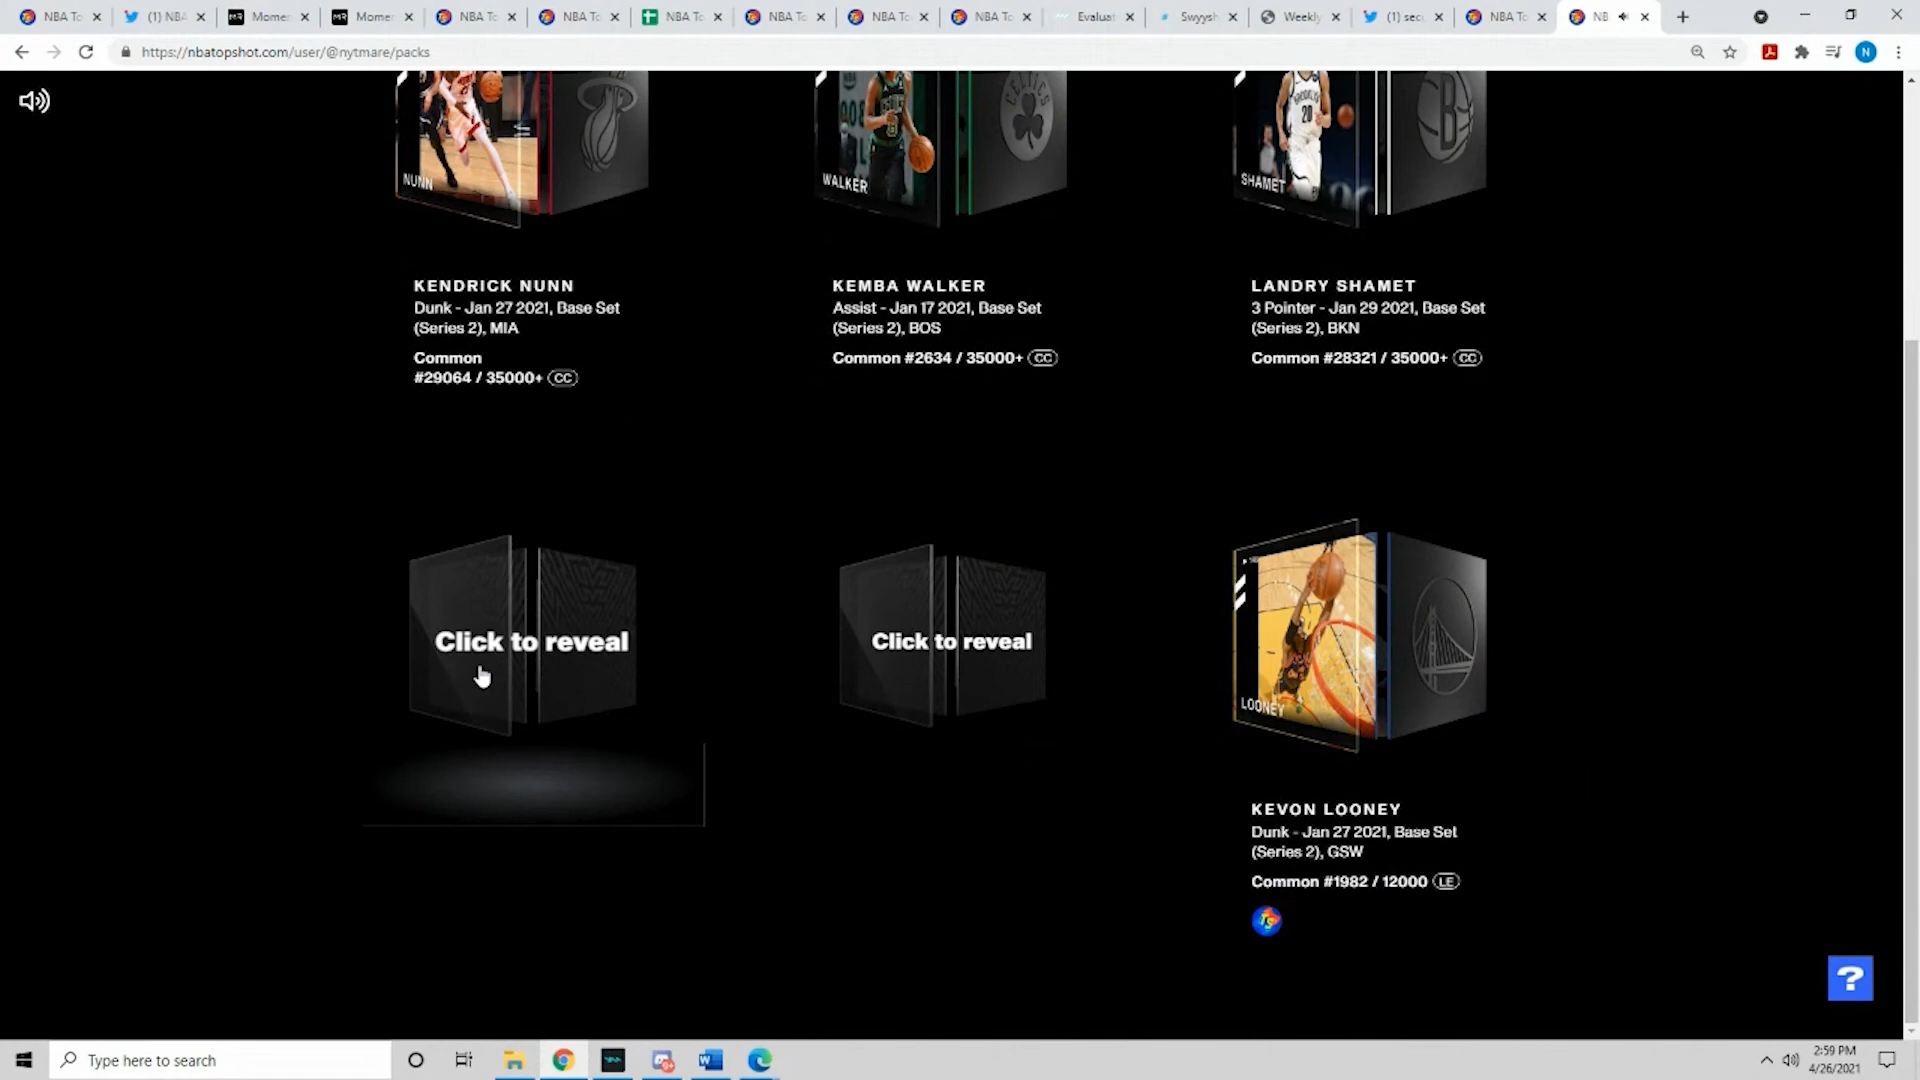 NBA To
(1) NBA
Momen
Momen
NBA To
NBA To
NBA To
NBA To
NBA To
NBA To
Evaluat
Swyysh
Weekly
(1) secu
NBA To
NB
https://nbatopshot.com/user/@nytmare/packs
N
NUNN
WALKER
CELTICS
BROOKLYN
20
SHAMET
B
KENDRICK NUNN
Dunk - Jan 27 2021, Base Set
(Series 2), MIA
Common
#29064 / 35000+ CC
KEMBA WALKER
Assist - Jan 17 2021, Base Set
(Series 2), BOS
Common #2634 / 35000+ CC
LANDRY SHAMET
3 Pointer - Jan 29 2021, Base Set
(Series 2), BKN
Common #28321 / 35000+ CC
Click to reveal
Click to reveal
LOONEY
KEVON LOONEY
Dunk - Jan 27 2021, Base Set
(Series 2), GSW
Common #1982 / 12000 LE
TS
?
Type here to search
2:59 PM
4/26/2021